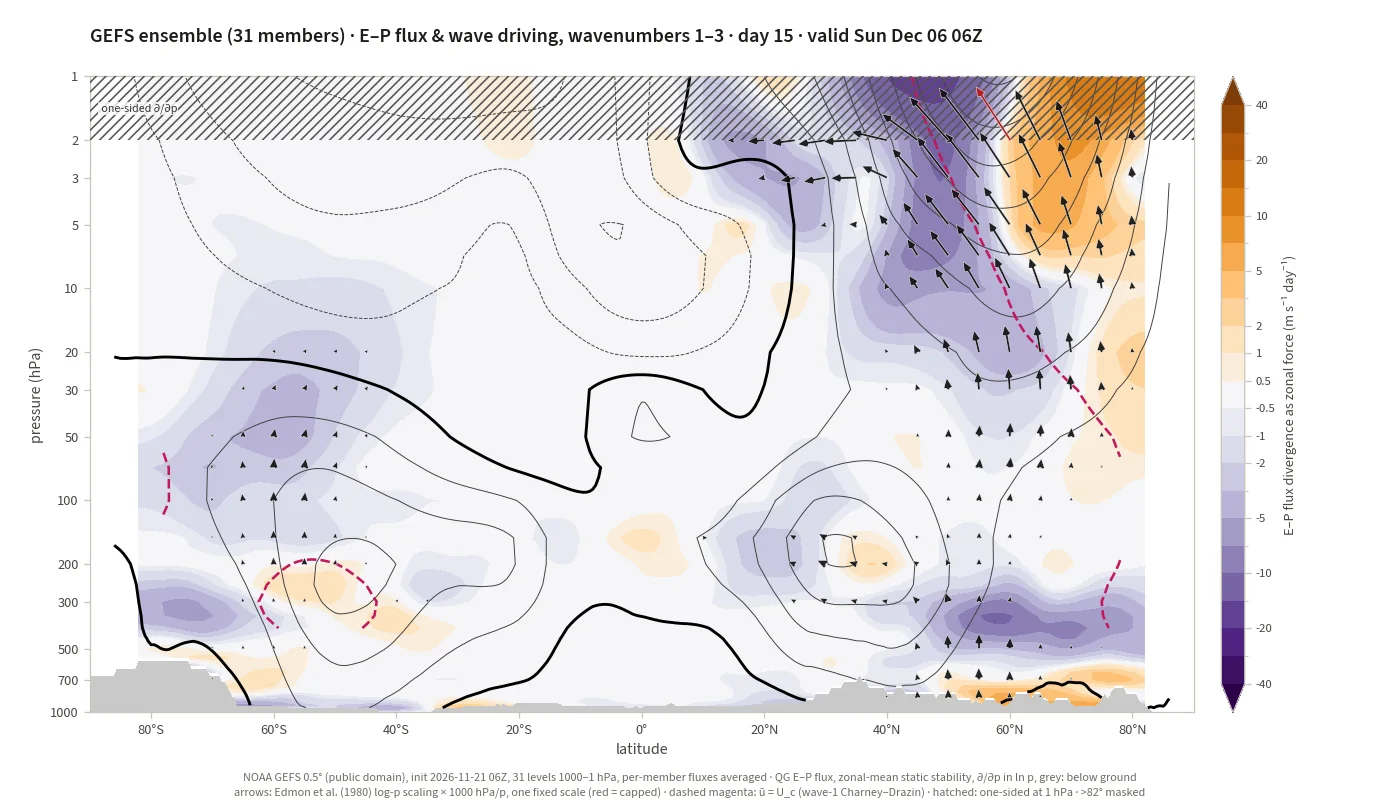 GEFS ensemble (31 members) · E–P flux & wave driving, wavenumbers 1–3 · day 15 · valid Sun Dec 06 06Z
one-sided ∂/∂p
1
2
3
5
10
20
30
50
100
200
300
500
700
1000
pressure (hPa)
80°S
60°S
40°S
20°S
0°
20°N
40°N
60°N
80°N
latitude
40
20
10
5
2
1
0.5
-0.5
-1
-2
-5
-10
-20
-40
E–P flux divergence as zonal force (m s⁻¹ day⁻¹)
NOAA GEFS 0.5° (public domain), init 2026-11-21 06Z, 31 levels 1000–1 hPa, per-member fluxes averaged · QG E–P flux, zonal-mean static stability, ∂/∂p in ln p, grey: below ground
arrows: Edmon et al. (1980) log-p scaling × 1000 hPa/p, one fixed scale (red = capped) · dashed magenta: ū = U_c (wave-1 Charney–Drazin) · hatched: one-sided at 1 hPa · >82° masked